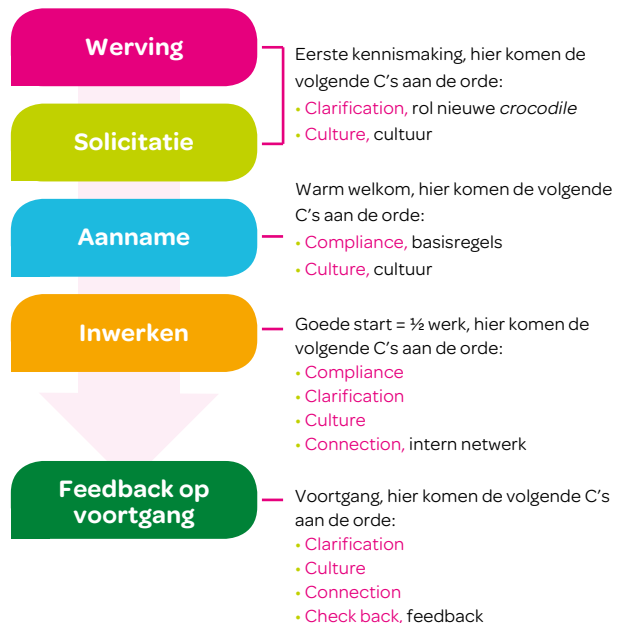 Werving
Eerste kennismaking, hier komen de
volgende C's aan de orde:
• Clarification, rol nieuwe crocodile
• Culture, cultuur
Solicitatie
Aanname
Warm welkom, hier komen de volgende
C's aan de orde:
• Compliance, basisregels
• Culture, cultuur
Inwerken
Goede start = ½ werk, hier komen de
volgende C's aan de orde:
• Compliance
• Clarification
• Culture
• Connection, intern netwerk
Feedback op
voortgang
Voortgang, hier komen de volgende C's
aan de orde:
• Clarification
• Culture
• Connection
• Check back, feedback